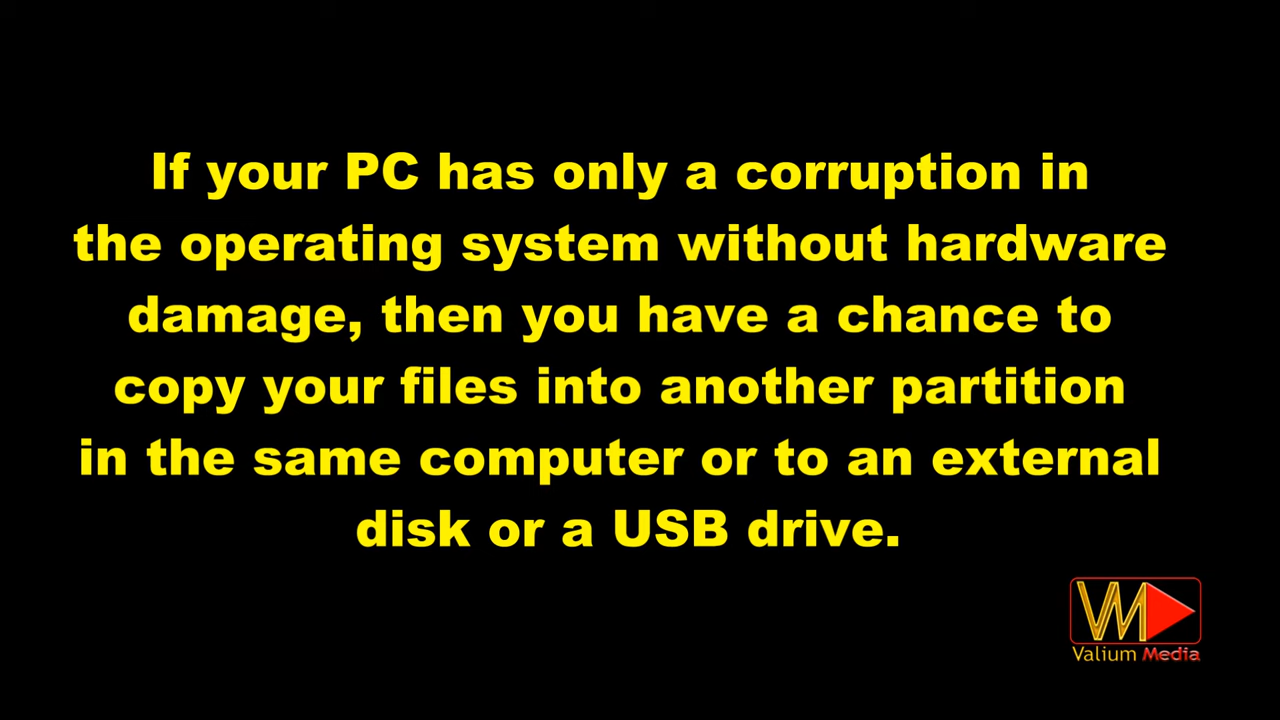 If your PC has only a corruption in
the operating system without hardware
damage, then you have a chance to
copy your files into another partition
in the same computer or to an external
disk or a USB drive.
VM
Valium Media